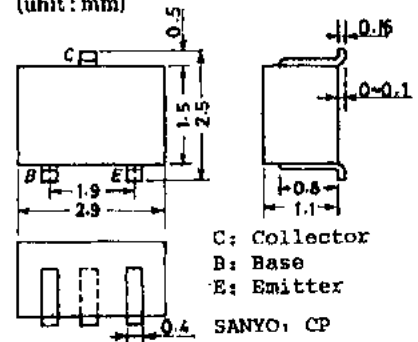 (unit : mm)
0.5
C
0.16
1.5
2.5
0~0.1
B
E
1.9
2.9
0.8
1.1
C: Collector
B: Base
E: Emitter
0.4
SANYO: CP